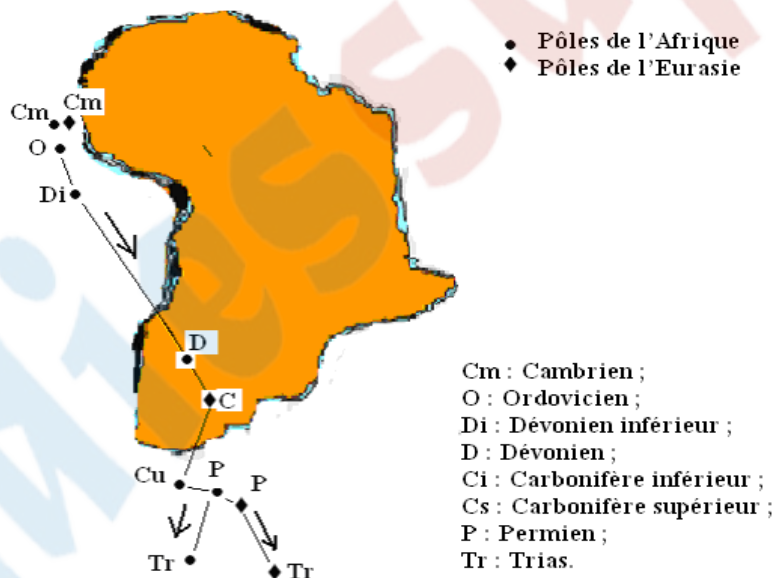 Pôles de l'Afrique
Pôles de l'Eurasie
Cm
Cm
O
Di
D
C
Cu
P
P
Tr
Tr
Cm : Cambrien ;
O : Ordovicien ;
Di : Dévonien inférieur ;
D : Dévonien ;
Ci : Carbonifère inférieur ;
Cs : Carbonifère supérieur ;
P : Permien ;
Tr : Trias.